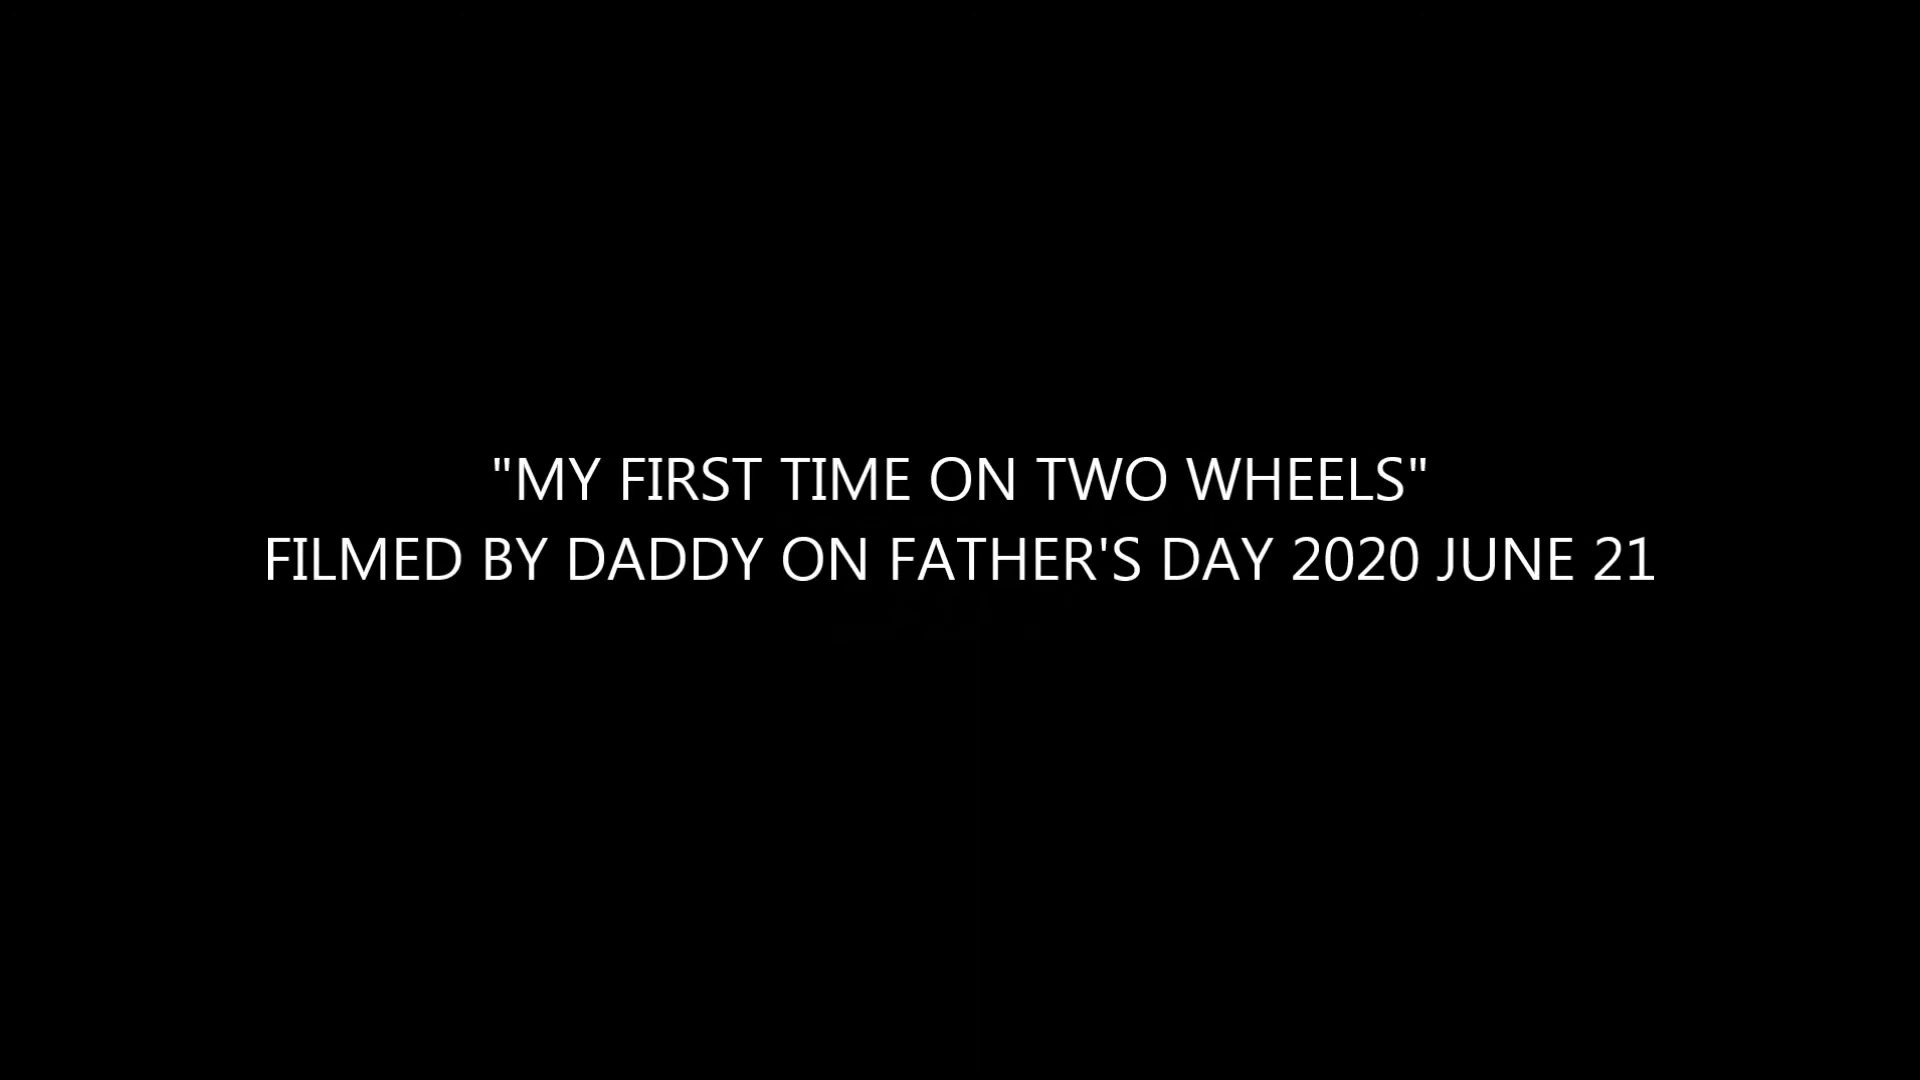 "MY FIRST TIME ON TWO WHEELS"
FILMED BY DADDY ON FATHER'S DAY 2020 JUNE 21